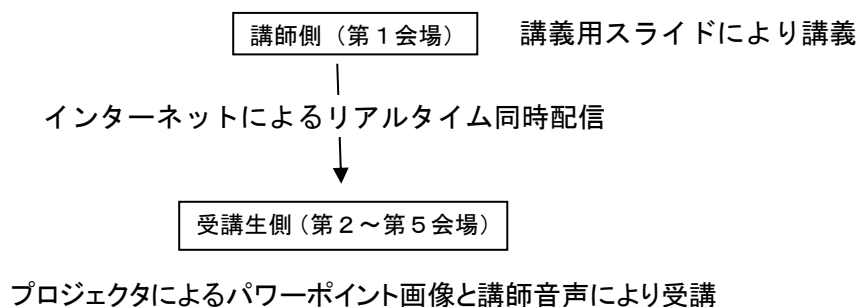 講師側（第１会場） 講義用スライドにより講義
インターネットによるリアルタイム同時配信
受講生側（第２～第５会場）
プロジェクタによるパワーポイント画像と講師音声により受講